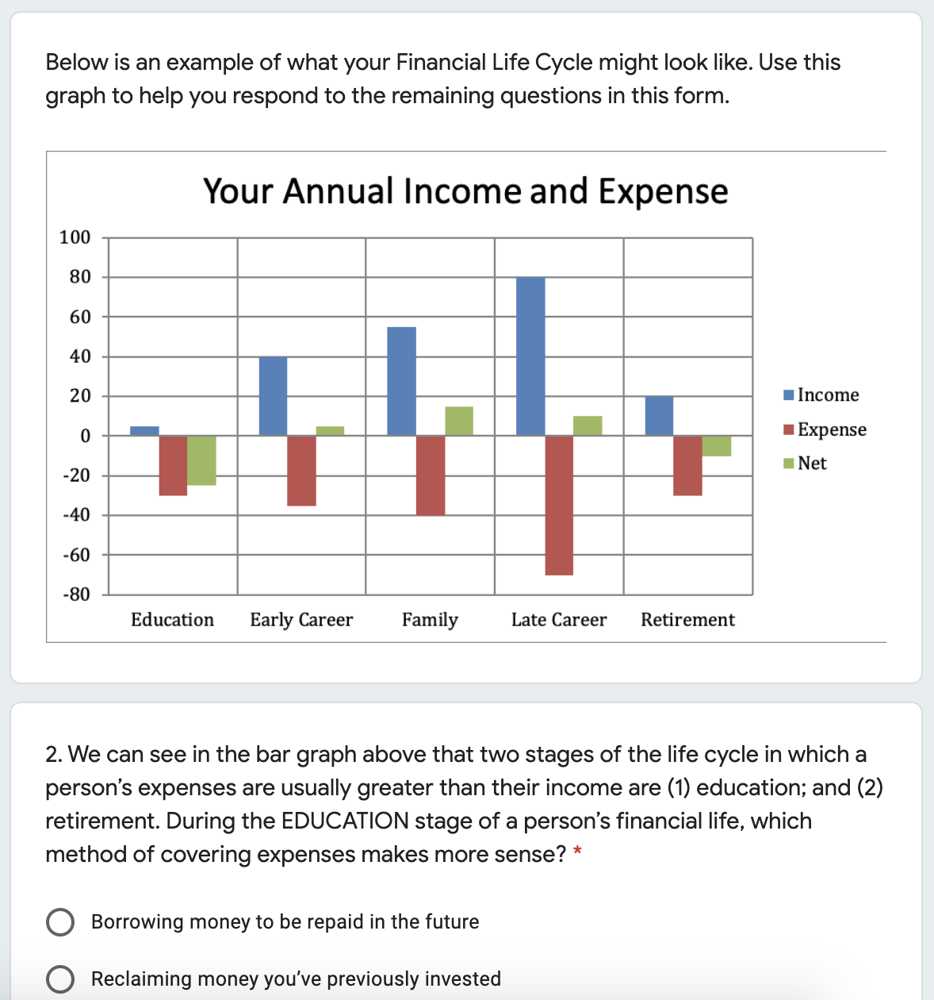 Below is an example of what your Financial Life Cycle might look like. Use this
graph to help you respond to the remaining questions in this form.
Your Annual Income and Expense
100
80
60
40
20
0
-20
-40
-60
-80
Education Early Career Family Late Career Retirement
Income
Expense
Net
2. We can see in the bar graph above that two stages of the life cycle in which a
person's expenses are usually greater than their income are (1) education; and (2)
retirement. During the EDUCATION stage of a person's financial life, which
method of covering expenses makes more sense? *
Borrowing money to be repaid in the future
Reclaiming money you've previously invested